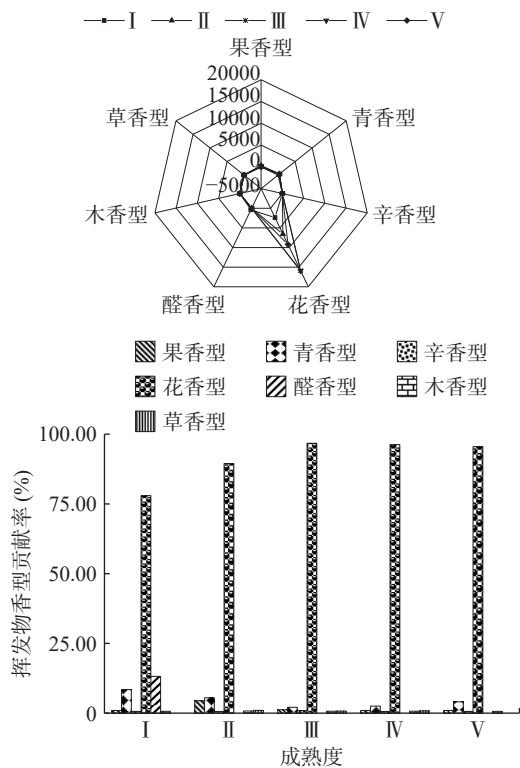 Ⅰ Ⅱ Ⅲ Ⅳ Ⅴ
果香型
20000
15000
10000
5000
0
−5000
草香型 青香型
木香型 辛香型
醛香型 花香型
果香型 青香型 辛香型
花香型 醛香型 木香型
草香型
挥发物香型贡献率 (%)
100.00
75.00
50.00
25.00
0
Ⅰ Ⅱ Ⅲ Ⅳ Ⅴ
成熟度